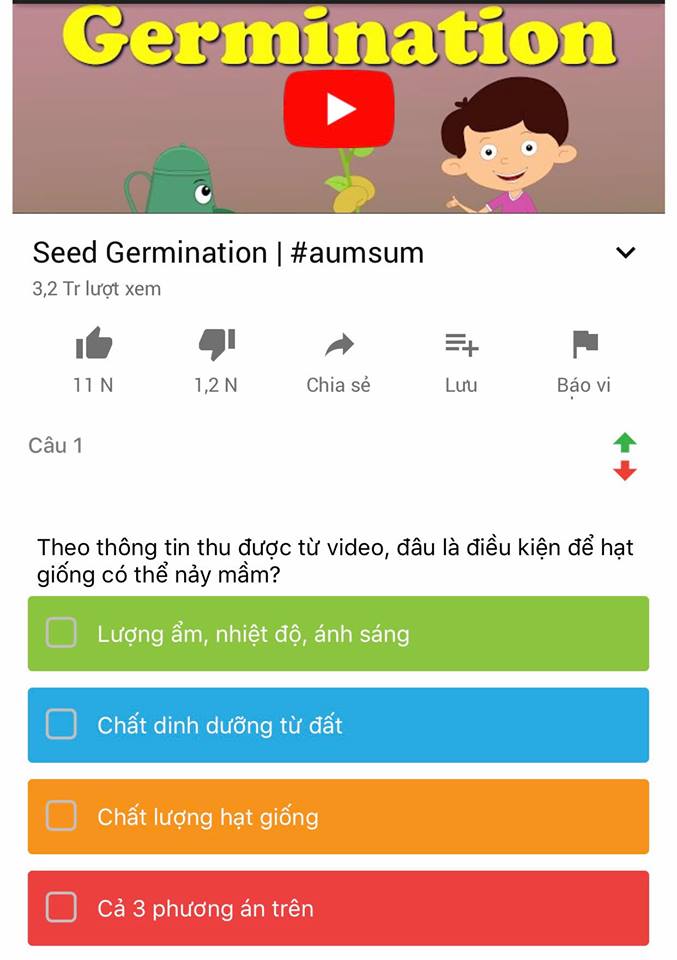 Germination
Seed Germination | #aumsum
3,2 Tr lượt xem
11 N
1,2 N
Chia sẻ
Lưu
Báo vi
Câu 1
Theo thông tin thu được từ video, đâu là điều kiện để hạt
giống có thể nảy mầm?
Lượng ẩm, nhiệt độ, ánh sáng
Chất dinh dưỡng từ đất
Chất lượng hạt giống
Cả 3 phương án trên